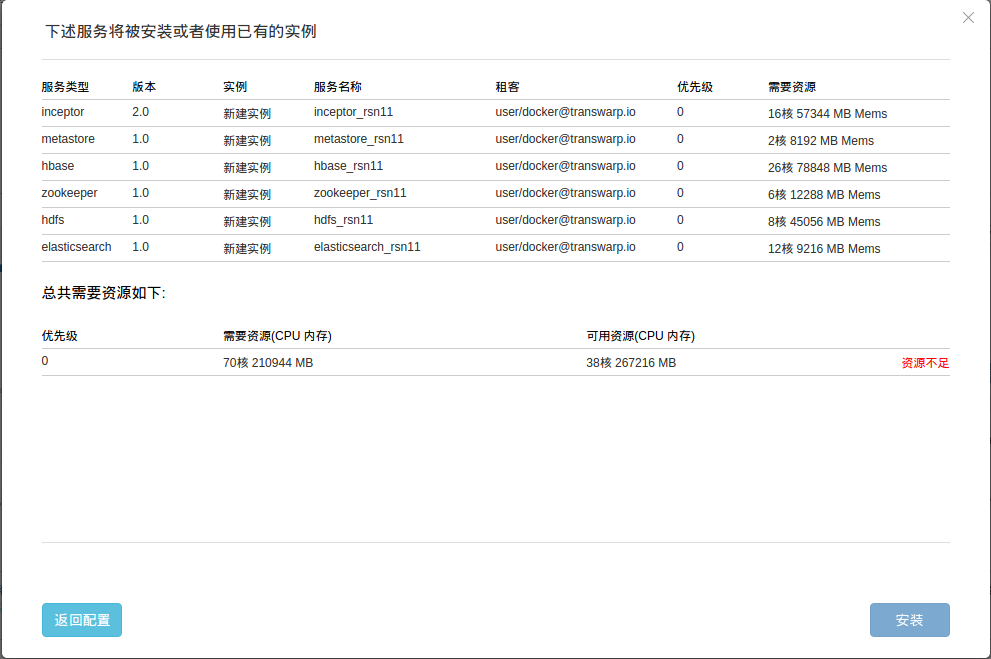 下述服务将被安装或者使用已有的实例
服务类型 版本 实例 服务名称 租客 优先级 需要资源
inceptor 2.0 新建实例 inceptor_rsn11 user/docker@transwarp.io 0 16核 57344 MB Mems
metastore 1.0 新建实例 metastore_rsn11 user/docker@transwarp.io 0 2核 8192 MB Mems
hbase 1.0 新建实例 hbase_rsn11 user/docker@transwarp.io 0 26核 78848 MB Mems
zookeeper 1.0 新建实例 zookeeper_rsn11 user/docker@transwarp.io 0 6核 12288 MB Mems
hdfs 1.0 新建实例 hdfs_rsn11 user/docker@transwarp.io 0 8核 45056 MB Mems
elasticsearch 1.0 新建实例 elasticsearch_rsn11 user/docker@transwarp.io 0 12核 9216 MB Mems
总共需要资源如下:
优先级 需要资源(CPU 内存) 可用资源(CPU 内存)
0 70核 210944 MB 38核 267216 MB 资源不足
返回配置 安装